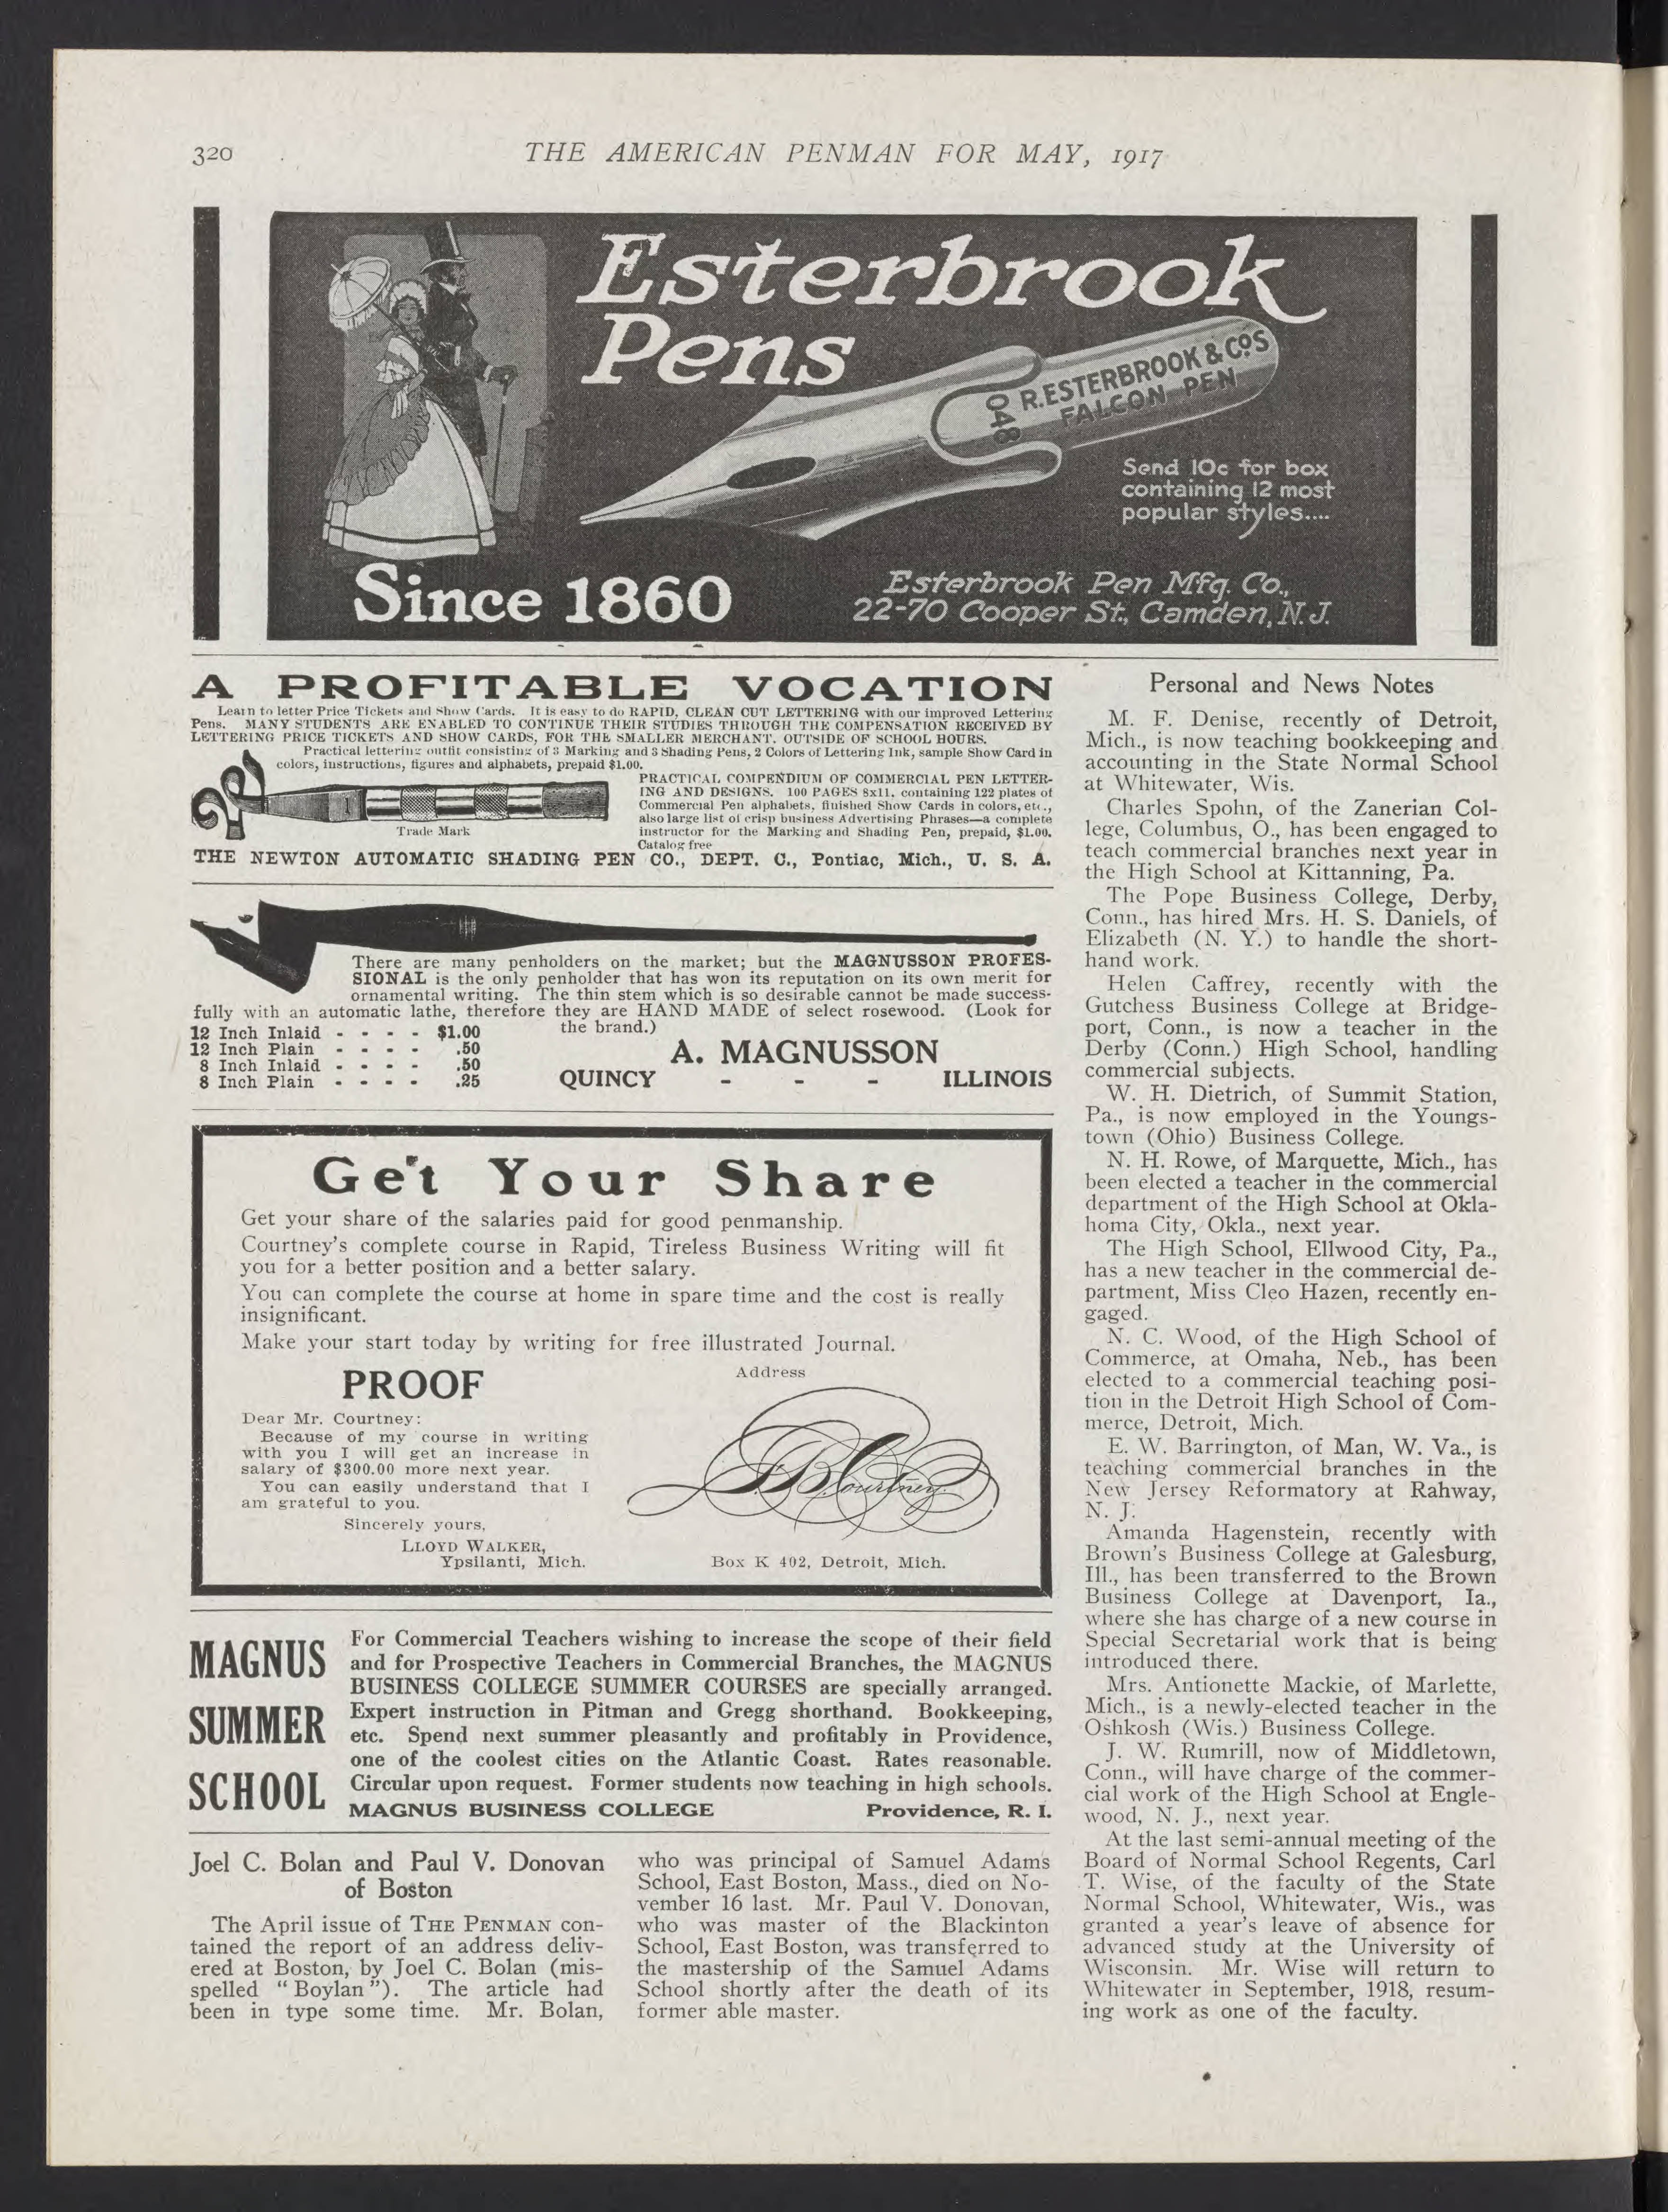 320
THE AMERICAN PENMAN FOR MAY, 1917
Esterbrook
Pens
R.ESTERBROOK & CO'S
FALCON PEN
048
Send 10c for box
containing 12 most
popular styles....
Since 1860
Esterbrook Pen Mfg. Co.,
22-70 Cooper St., Camden, N.J.
A PROFITABLE VOCATION
Learn to letter Price Tickets and Show Cards. It is easy to do RAPID, CLEAN CUT LETTERING with our improved Lettering
Pens. MANY STUDENTS ARE ENABLED TO CONTINUE THEIR STUDIES THROUGH THE COMPENSATION RECEIVED BY
LETTERING PRICE TICKETS AND SHOW CARDS, FOR THE SMALLER MERCHANT, OUTSIDE OF SCHOOL HOURS.
Practical lettering outfit consisting of 3 Marking and 3 Shading Pens, 2 Colors of Lettering Ink, sample Show Card in
colors, instructions, figures and alphabets, prepaid $1.00.
PRACTICAL COMPENDIUM OF COMMERCIAL PEN LETTER-
ING AND DESIGNS. 100 PAGES 8x11, containing 122 plates of
Commercial Pen alphabets, finished Show Cards in colors, etc.,
also large list of crisp business Advertising Phrases—a complete
instructor for the Marking and Shading Pen, prepaid, $1.00.
Catalog free
Trade Mark
THE NEWTON AUTOMATIC SHADING PEN CO., DEPT. C., Pontiac, Mich., U. S. A.
There are many penholders on the market; but the MAGNUSSON PROFES-
SIONAL is the only penholder that has won its reputation on its own merit for
ornamental writing. The thin stem which is so desirable cannot be made success-
fully with an automatic lathe, therefore they are HAND MADE of select rosewood. (Look for
the brand.)
12 Inch Inlaid - - - - $1.00
12 Inch Plain - - - - .50
8 Inch Inlaid - - - - .50
8 Inch Plain - - - - .25
A. MAGNUSSON
QUINCY - - - ILLINOIS
Get Your Share
Get your share of the salaries paid for good penmanship.
Courtney's complete course in Rapid, Tireless Business Writing will fit
you for a better position and a better salary.
You can complete the course at home in spare time and the cost is really
insignificant.
Make your start today by writing for free illustrated Journal.
PROOF
Dear Mr. Courtney:
Because of my course in writing
with you I will get an increase in
salary of $300.00 more next year.
You can easily understand that I
am grateful to you.
Sincerely yours,
LLOYD WALKER,
Ypsilanti, Mich.
Address
F. B. Courtney.
Box K 402, Detroit, Mich.
MAGNUS
SUMMER
SCHOOL
For Commercial Teachers wishing to increase the scope of their field
and for Prospective Teachers in Commercial Branches, the MAGNUS
BUSINESS COLLEGE SUMMER COURSES are specially arranged.
Expert instruction in Pitman and Gregg shorthand. Bookkeeping,
etc. Spend next summer pleasantly and profitably in Providence,
one of the coolest cities on the Atlantic Coast. Rates reasonable.
Circular upon request. Former students now teaching in high schools.
MAGNUS BUSINESS COLLEGE Providence, R. I.
Joel C. Bolan and Paul V. Donovan
of Boston
The April issue of THE PENMAN con-
tained the report of an address deliv-
ered at Boston, by Joel C. Bolan (mis-
spelled "Boylan"). The article had
been in type some time. Mr. Bolan,
who was principal of Samuel Adams
School, East Boston, Mass., died on No-
vember 16 last. Mr. Paul V. Donovan,
who was master of the Blackinton
School, East Boston, was transferred to
the mastership of the Samuel Adams
School shortly after the death of its
former able master.
Personal and News Notes
M. F. Denise, recently of Detroit,
Mich., is now teaching bookkeeping and
accounting in the State Normal School
at Whitewater, Wis.
Charles Spohn, of the Zanerian Col-
lege, Columbus, O., has been engaged to
teach commercial branches next year in
the High School at Kittanning, Pa.
The Pope Business College, Derby,
Conn., has hired Mrs. H. S. Daniels, of
Elizabeth (N. Y.) to handle the short-
hand work.
Helen Caffrey, recently with the
Gutchess Business College at Bridge-
port, Conn., is now a teacher in the
Derby (Conn.) High School, handling
commercial subjects.
W. H. Dietrich, of Summit Station,
Pa., is now employed in the Youngs-
town (Ohio) Business College.
N. H. Rowe, of Marquette, Mich., has
been elected a teacher in the commercial
department of the High School at Okla-
homa City, Okla., next year.
The High School, Ellwood City, Pa.,
has a new teacher in the commercial de-
partment, Miss Cleo Hazen, recently en-
gaged.
N. C. Wood, of the High School of
Commerce, at Omaha, Neb., has been
elected to a commercial teaching posi-
tion in the Detroit High School of Com-
merce, Detroit, Mich.
E. W. Barrington, of Man, W. Va., is
teaching commercial branches in the
New Jersey Reformatory at Rahway,
N. J.
Amanda Hagenstein, recently with
Brown's Business College at Galesburg,
Ill., has been transferred to the Brown
Business College at Davenport, Ia.,
where she has charge of a new course in
Special Secretarial work that is being
introduced there.
Mrs. Antionette Mackie, of Marlette,
Mich., is a newly-elected teacher in the
Oshkosh (Wis.) Business College.
J. W. Rumrill, now of Middletown,
Conn., will have charge of the commer-
cial work of the High School at Engle-
wood, N. J., next year.
At the last semi-annual meeting of the
Board of Normal School Regents, Carl
T. Wise, of the faculty of the State
Normal School, Whitewater, Wis., was
granted a year's leave of absence for
advanced study at the University of
Wisconsin. Mr. Wise will return to
Whitewater in September, 1918, resum-
ing work as one of the faculty.